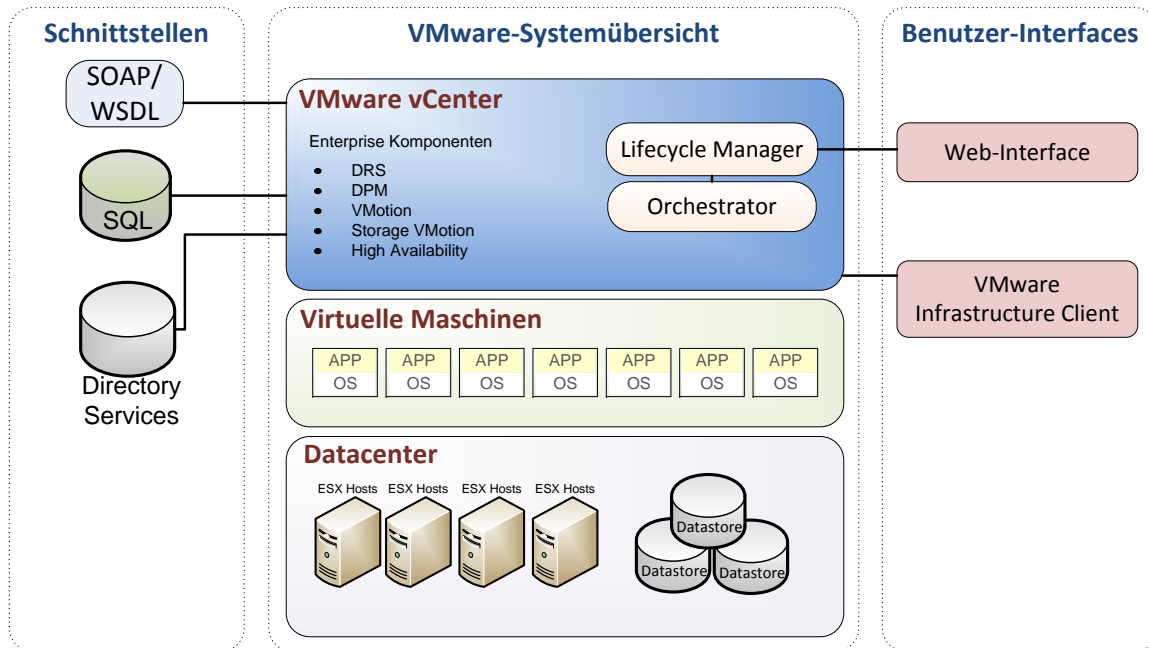 Schnittstellen
SOAP/
WSDL
SQL
Directory
Services
VMware-Systemübersicht
VMware vCenter
Enterprise Komponenten
• DRS
• DPM
• VMotion
• Storage VMotion
• High Availability
Lifecycle Manager
Orchestrator
Virtuelle Maschinen
APP APP APP APP APP APP APP
OS OS OS OS OS OS OS
Datacenter
ESX Hosts ESX Hosts ESX Hosts ESX Hosts
Datastore
Datastore Datastore
Benutzer-Interfaces
Web-Interface
VMware
Infrastructure Client